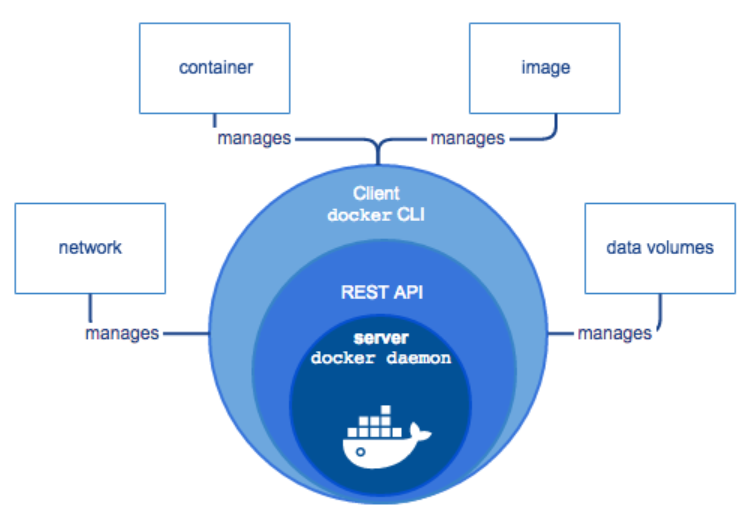 container
image
manages
manages
Client
docker CLI
network
data volumes
REST API
manages
manages
server
docker daemon